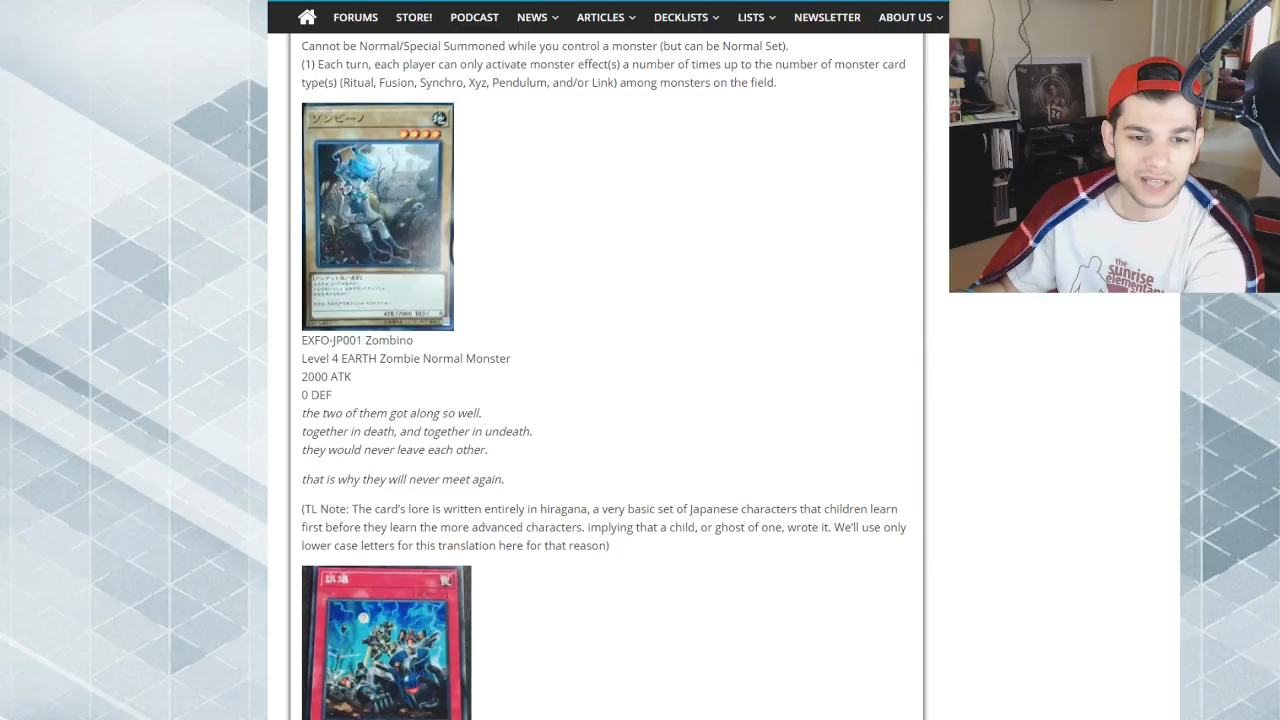 FORUMS STORE! PODCAST NEWS ARTICLES DECKLISTS LISTS NEWSLETTER ABOUT US
Cannot be Normal/Special Summoned while you control a monster (but can be Normal Set).
(1) Each turn, each player can only activate monster effect(s) a number of times up to the number of monster card
type(s) (Ritual, Fusion, Synchro, Xyz, Pendulum, and/or Link) among monsters on the field.
ゾンビーノ
EXFO-JP001 Zombino
Level 4 EARTH Zombie Normal Monster
2000 ATK
0 DEF
the two of them got along so well.
together in death, and together in undeath.
they would never leave each other.
that is why they will never meet again.
(TL Note: The card’s lore is written entirely in hiragana, a very basic set of Japanese characters that children learn
first before they learn the more advanced characters. implying that a child, or ghost of one, wrote it. We’ll use only
lower case letters for this translation here for that reason)
誤爆
the
sunrise